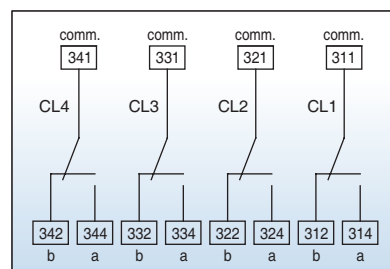 comm. comm. comm. comm.
341 331 321 311
CL4 CL3 CL2 CL1
342 344 332 334 322 324 312 314
b a b a b a b a